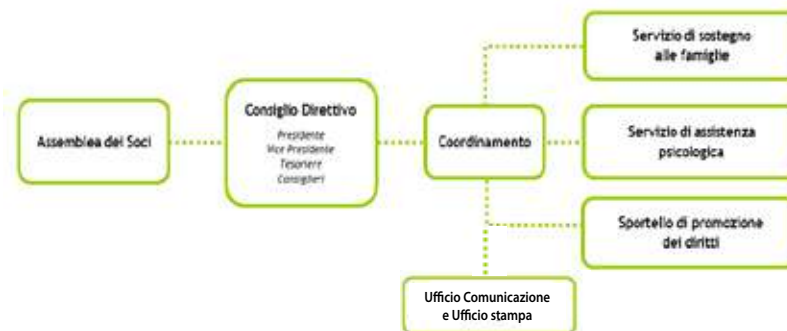 Assemblea dei Soci
Consiglio Direttivo
Presidente
Vice Presidente
Tesoriere
Consiglieri
Coordinamento
Servizio di sostegno
alle famiglie
Servizio di assistenza
psicologica
Sportello di promozione
dei diritti
Ufficio Comunicazione
e Ufficio stampa